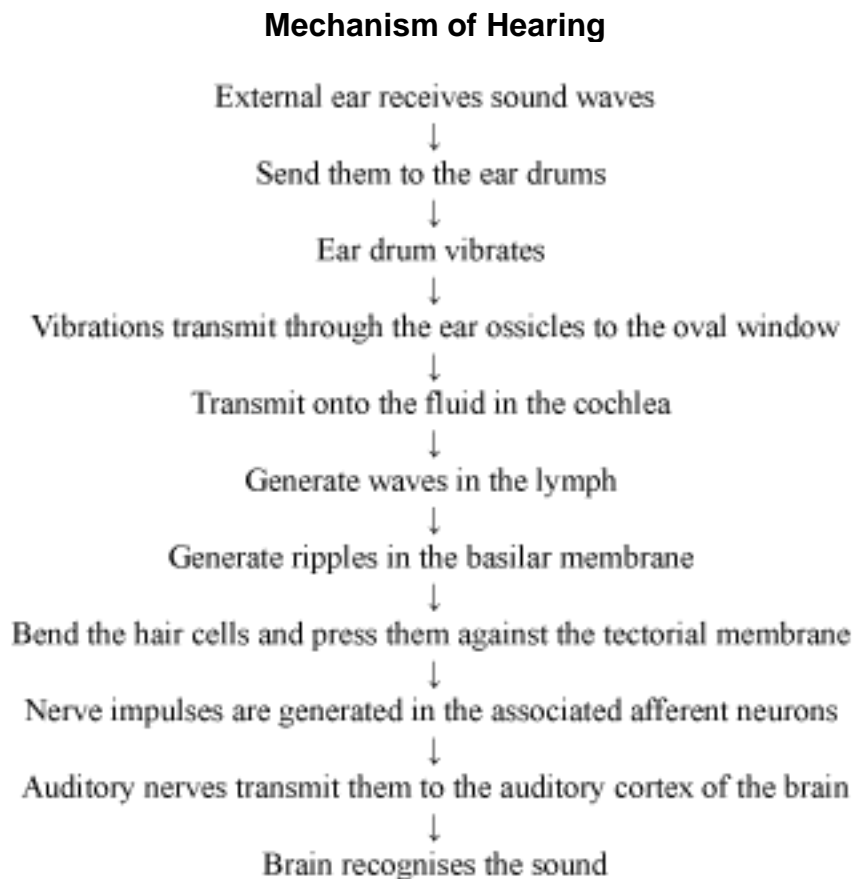 Mechanism of Hearing
External ear receives sound waves
↓
Send them to the ear drums
↓
Ear drum vibrates
↓
Vibrations transmit through the ear ossicles to the oval window
↓
Transmit onto the fluid in the cochlea
↓
Generate waves in the lymph
↓
Generate ripples in the basilar membrane
↓
Bend the hair cells and press them against the tectorial membrane
↓
Nerve impulses are generated in the associated afferent neurons
↓
Auditory nerves transmit them to the auditory cortex of the brain
↓
Brain recognises the sound